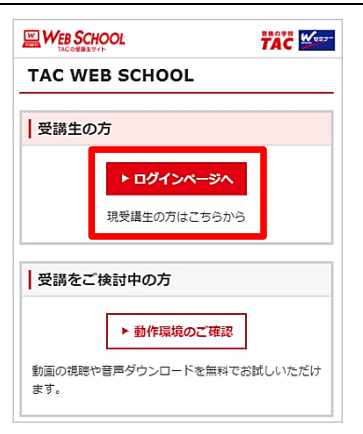 WEB SCHOOL
TACの受講生サイト
資格の学校
TAC
Wセミナー
TAC WEB SCHOOL
受講生の方
ログインページへ
現受講生の方はこちらから
受講をご検討中の方
動作環境のご確認
動画の視聴や音声ダウンロードを無料でお試しいただけ
ます。